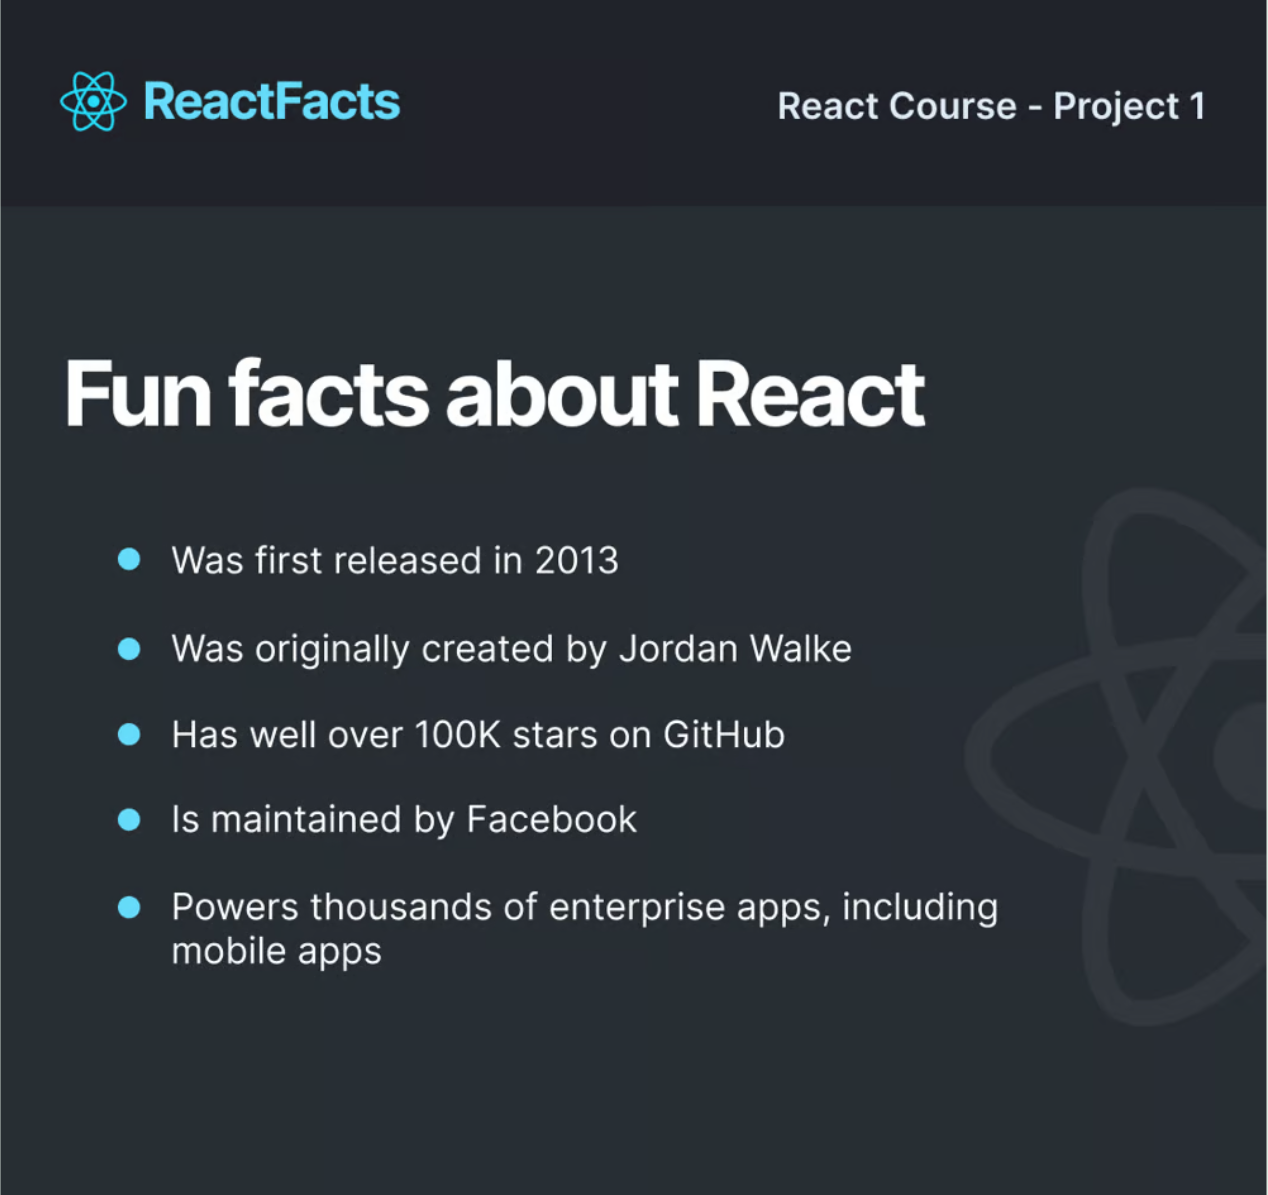 ReactFacts
React Course - Project 1
Fun facts about React
Was first released in 2013
Was originally created by Jordan Walke
Has well over 100K stars on GitHub
Is maintained by Facebook
Powers thousands of enterprise apps, including
mobile apps